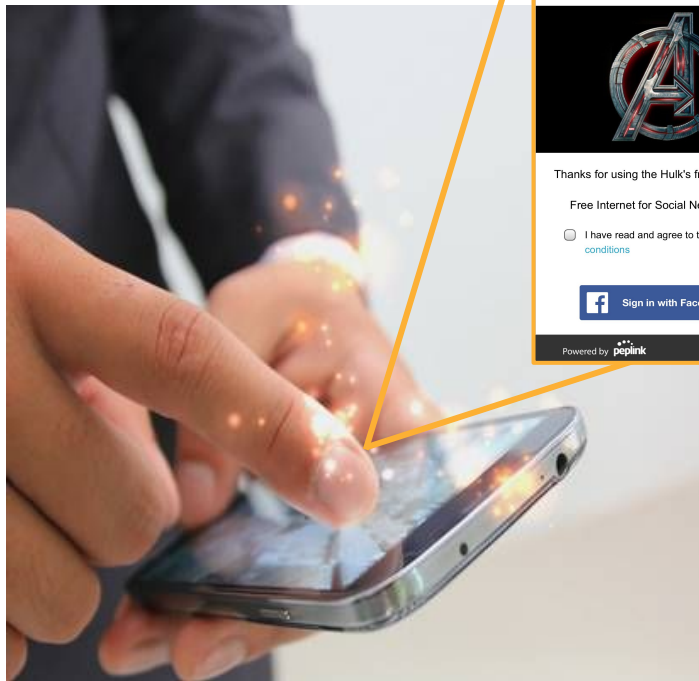 Thanks for using the Hulk's
Free Internet for Social
I have read and agree to
conditions
Sign in with
Powered by peplink